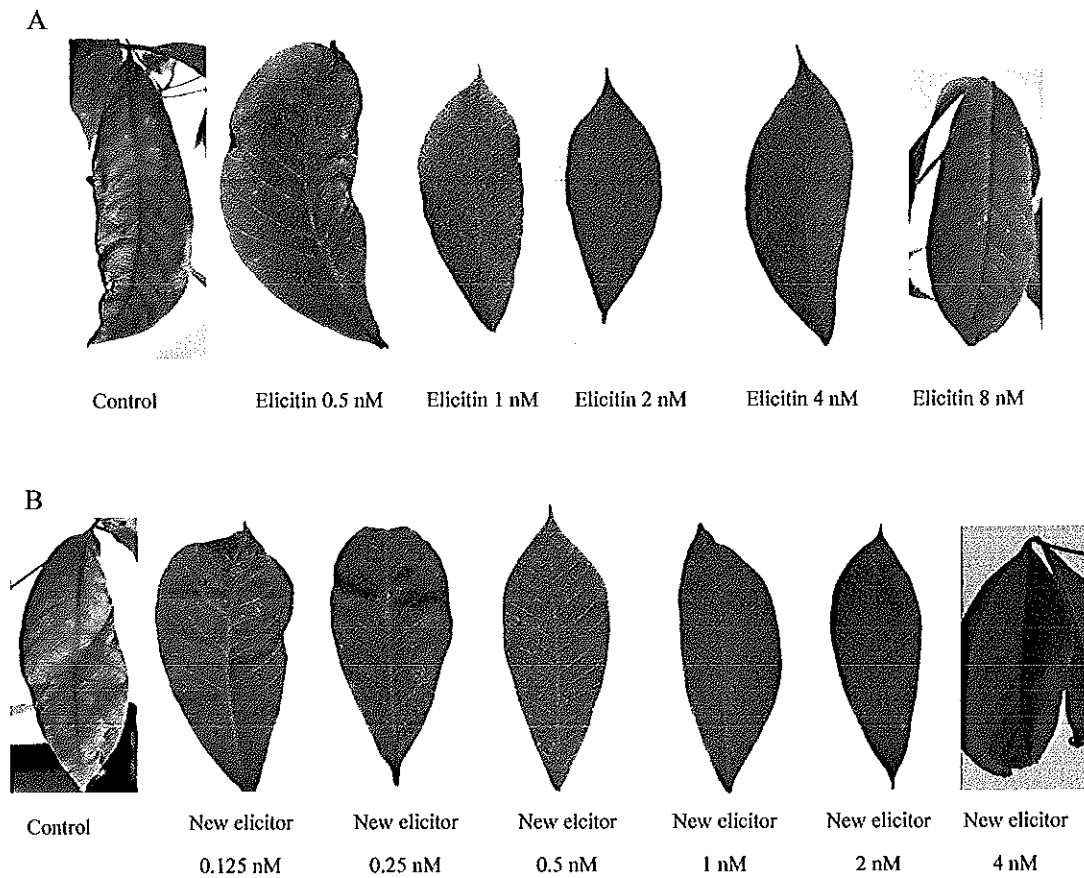 A
Control Elicitin 0.5 nM Elicitin 1 nM Elicitin 2 nM Elicitin 4 nM Elicitin 8 nM
B
Control New elicitor New elicitor New elcitor New elicitor New elicitor New elicitor
0.125 nM 0.25 nM 0.5 nM 1 nM 2 nM 4 nM